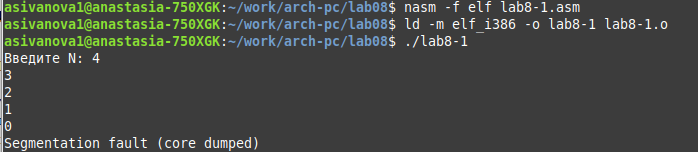 asivanova1@anastasia-750XGK:~/work/arch-pc/lab08$ nasm -f elf lab8-1.asm
asivanova1@anastasia-750XGK:~/work/arch-pc/lab08$ ld -m elf_i386 -o lab8-1 lab8-1.o
asivanova1@anastasia-750XGK:~/work/arch-pc/lab08$ ./lab8-1
Введите N: 4
3
2
1
0
Segmentation fault (core dumped)